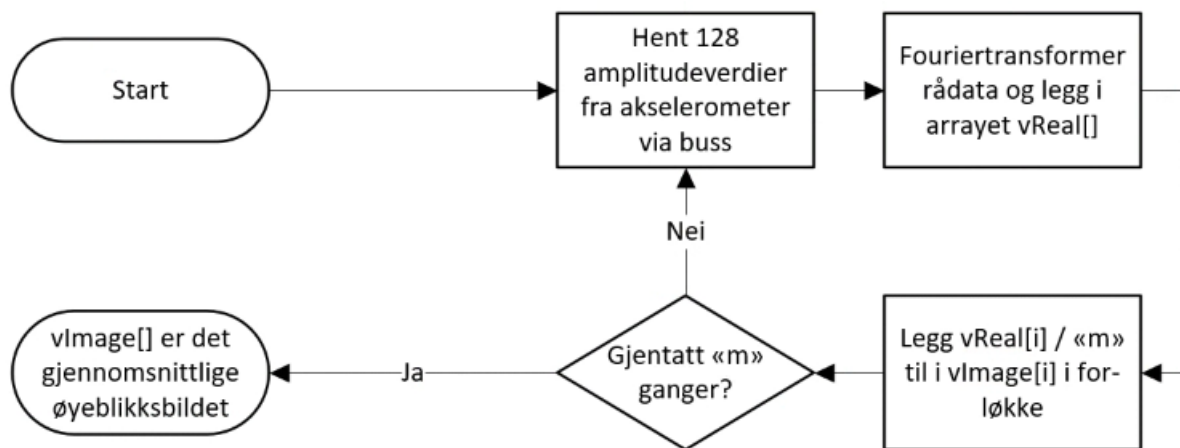 Start
Hent 128
amplitudeverdier
fra akselerometer
via buss
Fouriertransformer
rådata og legg i
arrayet vReal[]
Legg vReal[i] / «m»
til i vImage[i] i for-
løkke
Gjentatt «m»
ganger?
Nei
Ja
vImage[] er det
gjennomsnittlige
øyeblikksbildet